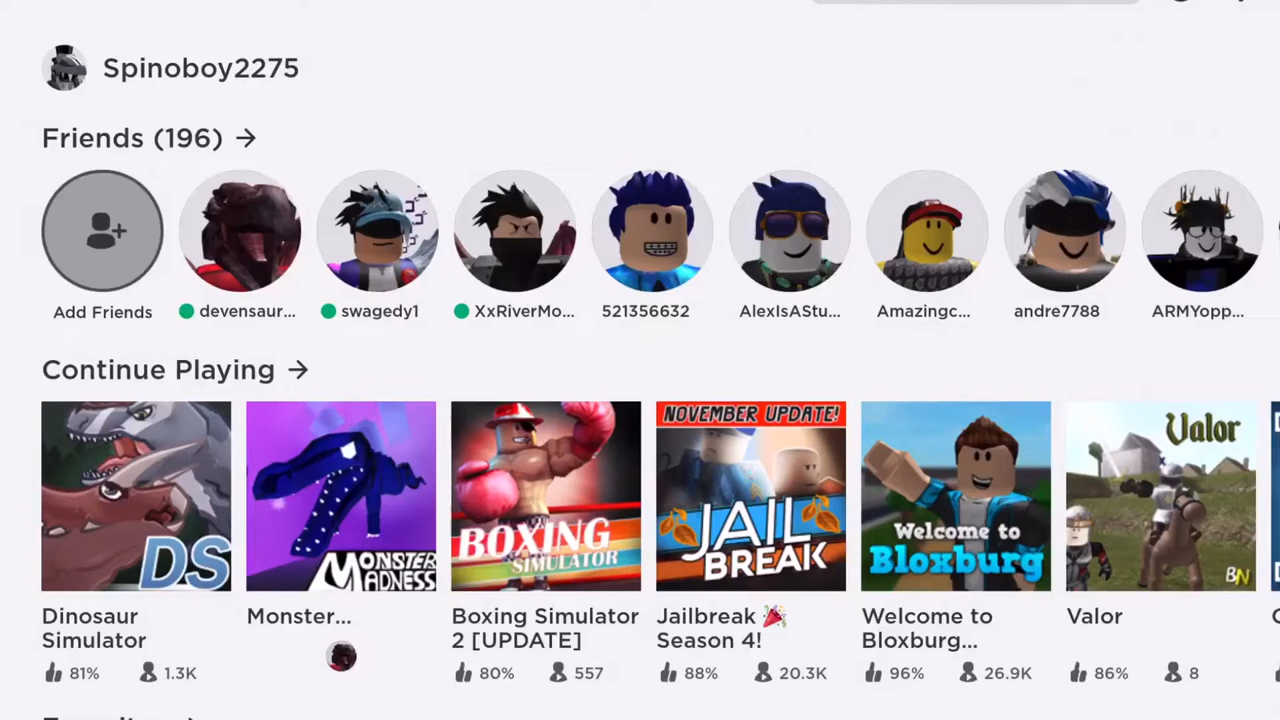 Spinoboy2275
Friends (196) →
Add Friends
devensaur...
swagedy1
XxRiverMo...
521356632
AlexIsAStu...
Amazingc...
andre7788
ARMYopp...
Continue Playing →
DS
MONSTER
MADNESS
BOXING
SIMULATOR
NOVEMBER UPDATE!
JAIL
BREAK
Welcome to
Bloxburg
Valor
BN
Dinosaur
Simulator
81% 1.3K
Monster...
Boxing Simulator
2 [UPDATE]
80% 557
Jailbreak 🎉
Season 4!
88% 20.3K
Welcome to
Bloxburg...
96% 26.9K
Valor
86% 8